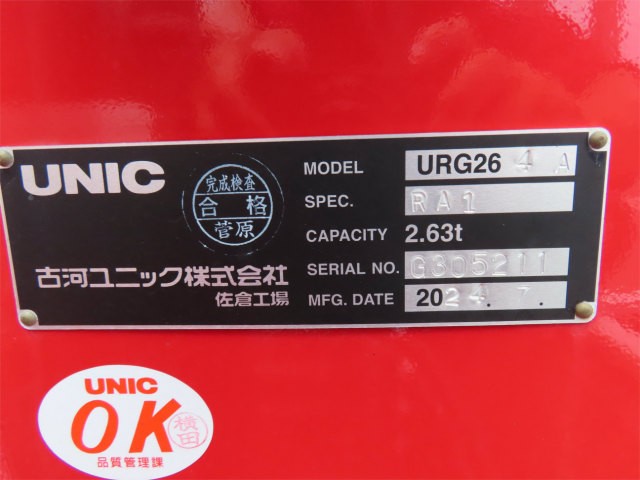 UNIC
完成検査
合格
菅原
古河ユニック株式会社
佐倉工場
MODEL URG26 4 A
SPEC. RA1
CAPACITY 2.63t
SERIAL NO. G305211
MFG. DATE 2024. 7.
UNIC
OK
横田
品質管理課